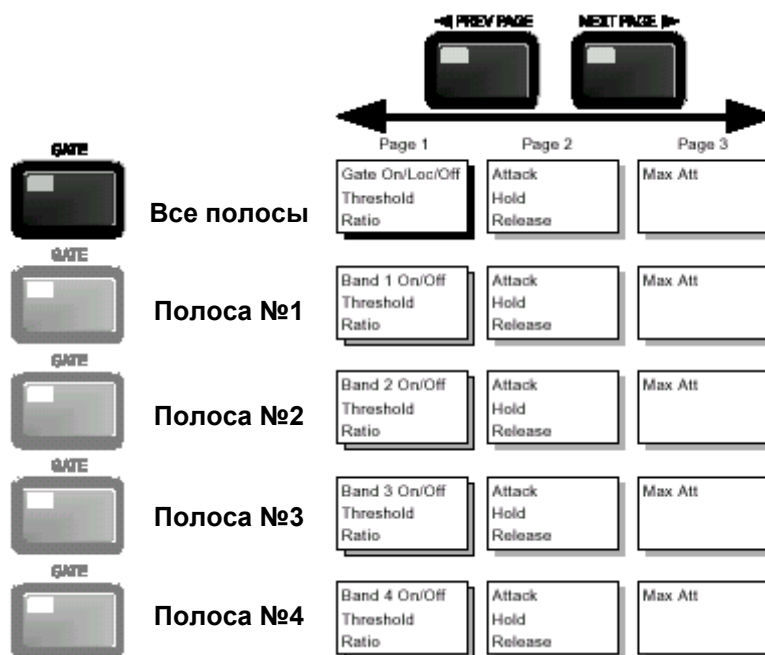 ◀ PREV PAGE NEXT PAGE ▶
Page 1 Page 2 Page 3
GATE
Все полосы
Gate On/Loc/Off
Threshold
Ratio
Attack
Hold
Release
Max Att
GATE
Полоса №1
Band 1 On/Off
Threshold
Ratio
Attack
Hold
Release
Max Att
GATE
Полоса №2
Band 2 On/Off
Threshold
Ratio
Attack
Hold
Release
Max Att
GATE
Полоса №3
Band 3 On/Off
Threshold
Ratio
Attack
Hold
Release
Max Att
GATE
Полоса №4
Band 4 On/Off
Threshold
Ratio
Attack
Hold
Release
Max Att